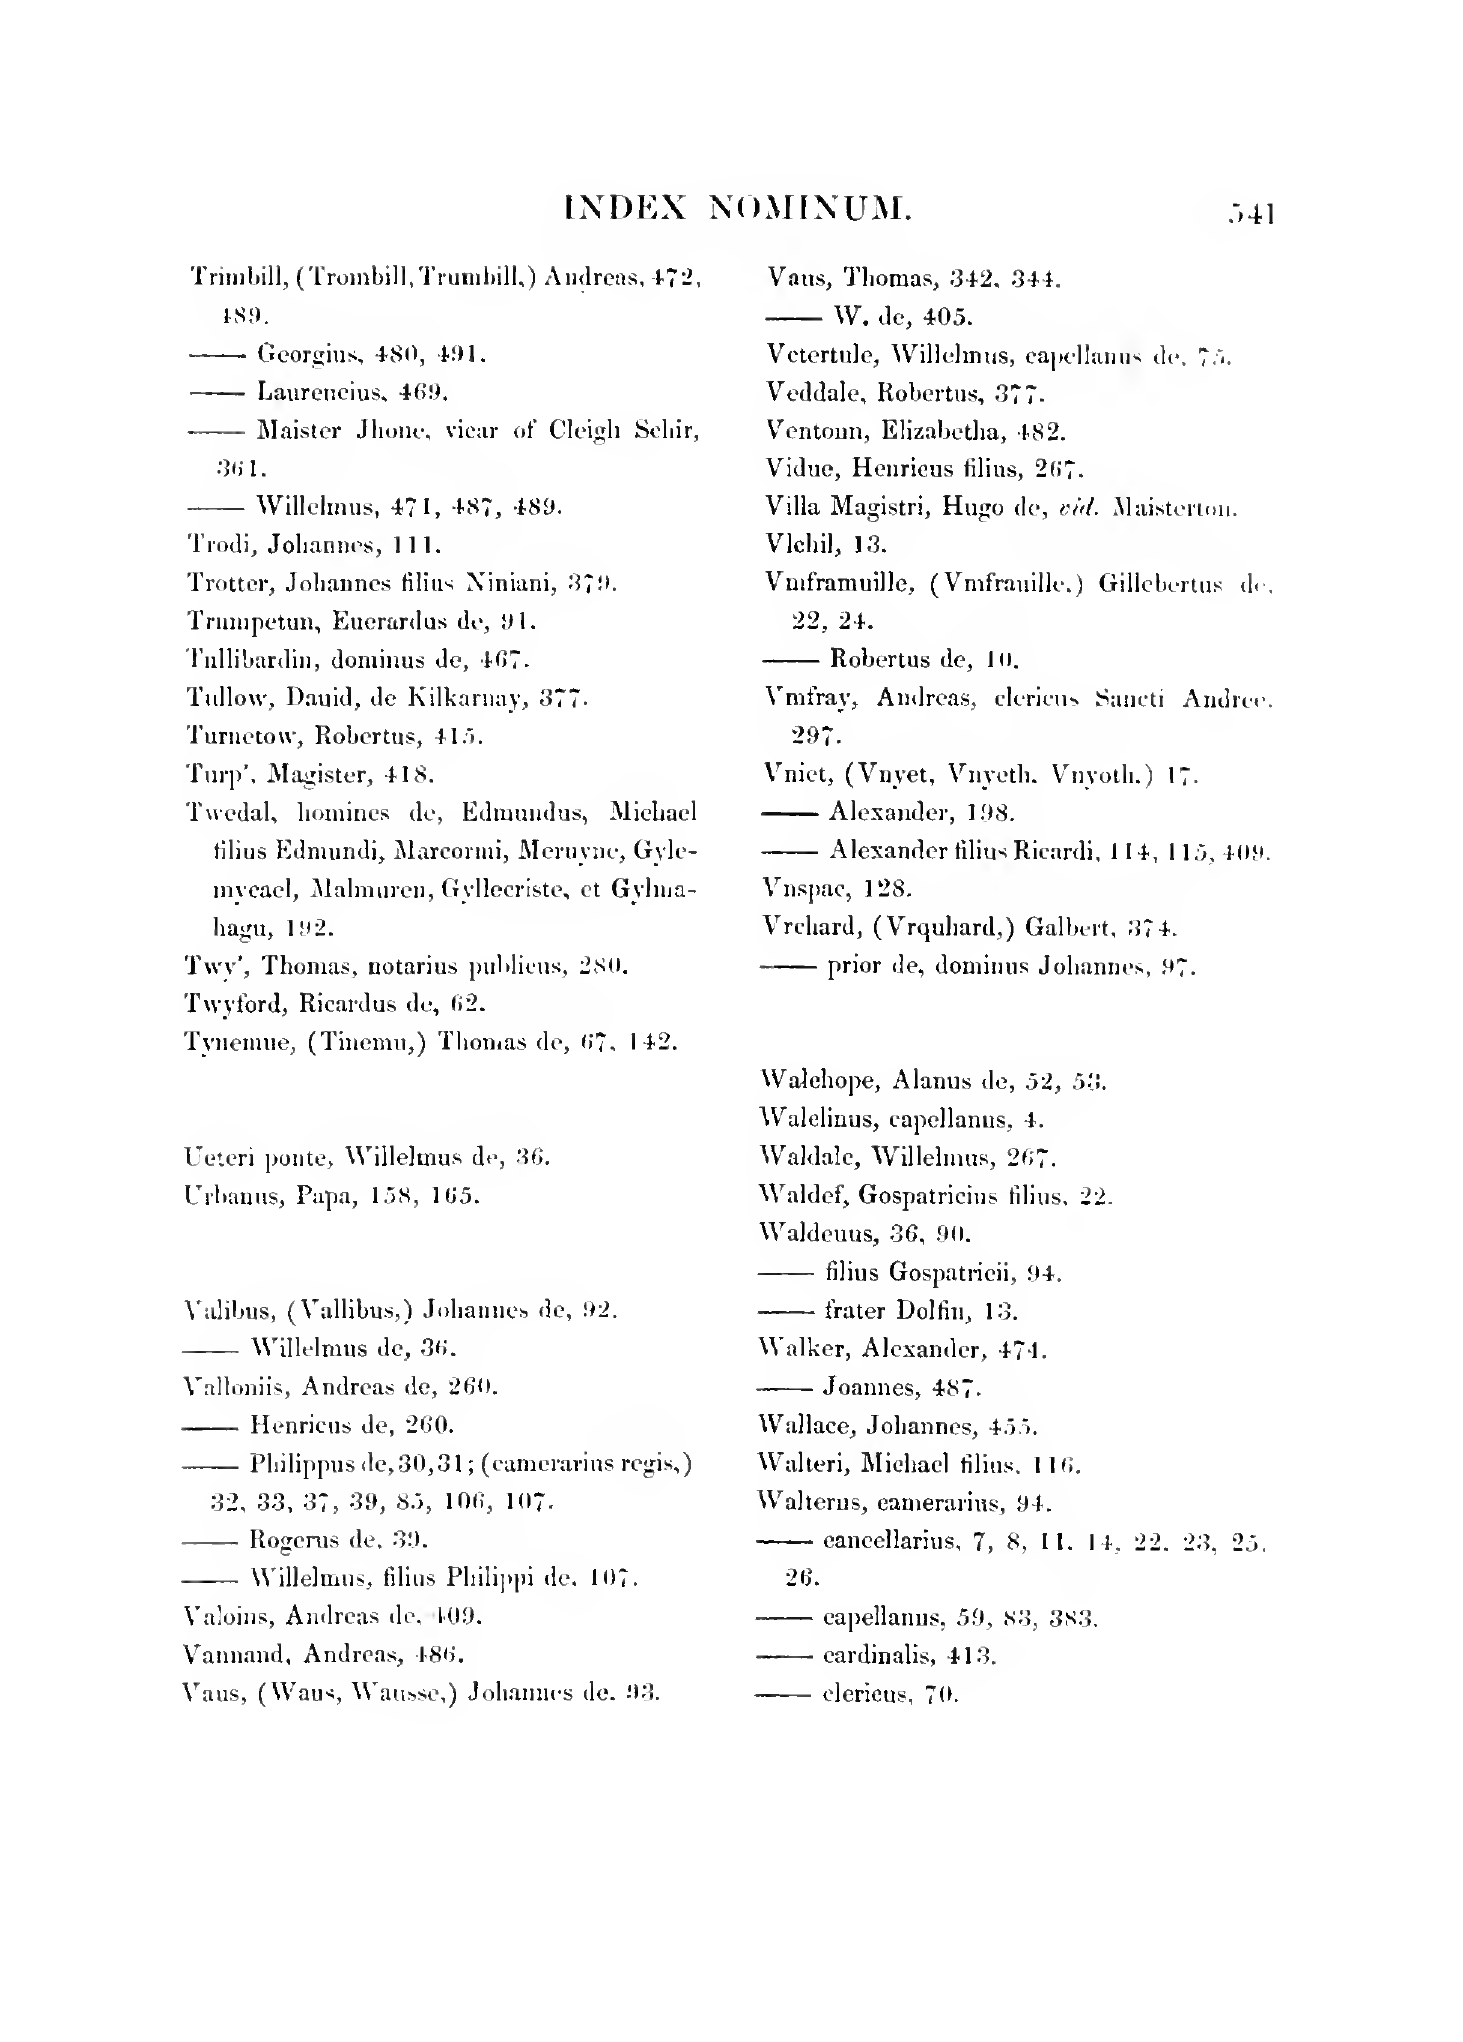 INDEX NOMINUM.
541
Trimbill, (Trombill, Trumbill,) Andreas, 472,
489.
—— Georgius, 480, 491.
—— Laurencius, 469.
—— Maister Jhone, vicar of Cleigh Schir,
361.
—— Willelmus, 471, 487, 489.
Trodi, Johannes, 111.
Trotter, Johannes filius Niniani, 379.
Trumpetun, Euerardus de, 91.
Tullibardin, dominus de, 467.
Tullow, Dauid, de Kilkarnay, 377.
Turnetow, Robertus, 415.
Turp', Magister, 418.
Twedal, homines de, Edmundus, Michael
filius Edmundi, Marcormi, Meruyne, Gyle-
mycael, Malmuren, Gyllecriste, et Gylma-
hagu, 192.
Twy', Thomas, notarius publicus, 280.
Twyford, Ricardus de, 62.
Tynemue, (Tinemu,) Thomas de, 67, 142.
Ueteri ponte, Willelmus de, 36.
Urbanus, Papa, 158, 165.
Valibus, (Vallibus,) Johannes de, 92.
—— Willelmus de, 36.
Valloniis, Andreas de, 260.
—— Henricus de, 260.
—— Philippus de, 30, 31; (camerarius regis,)
32, 33, 37, 39, 85, 106, 107.
—— Rogerus de, 39.
—— Willelmus, filius Philippi de, 107.
Valoins, Andreas de, 409.
Vannand, Andreas, 486.
Vaus, (Waus, Wausse,) Johannes de, 93.
Vaus, Thomas, 342, 344.
—— W. de, 405.
Vetertule, Willelmus, capellanus de, 75.
Veddale, Robertus, 377.
Ventoun, Elizabetha, 482.
Vidue, Henricus filius, 267.
Villa Magistri, Hugo de, vid. Maisterton.
Vlchil, 13.
Vmframuille, (Vmfrauille,) Gillebertus de,
22, 24.
—— Robertus de, 10.
Vmfray, Andreas, clericus Sancti Andree,
297.
Vniet, (Vnyet, Vnyeth, Vnyoth,) 17.
—— Alexander, 198.
—— Alexander filius Ricardi, 114, 115, 409.
Vnspac, 128.
Vrchard, (Vrquhard,) Galbert, 374.
—— prior de, dominus Johannes, 97.
Walchope, Alanus de, 52, 53.
Walelinus, capellanus, 4.
Waldale, Willelmus, 267.
Waldef, Gospatricius filius, 22.
Waldeuus, 36, 90.
—— filius Gospatricii, 94.
—— frater Dolfin, 13.
Walker, Alexander, 474.
—— Joannes, 487.
Wallace, Johannes, 455.
Walteri, Michael filius, 116.
Walterus, camerarius, 94.
—— cancellarius, 7, 8, 11, 14, 22, 23, 25,
26.
—— capellanus, 59, 83, 383.
—— cardinalis, 413.
—— clericus, 70.